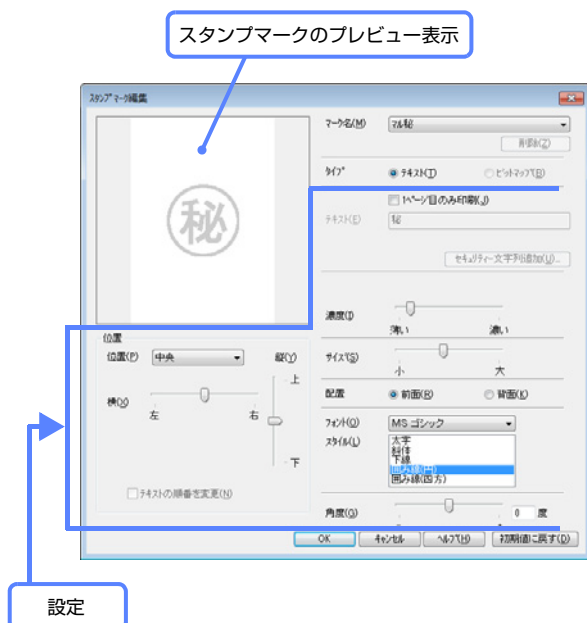 スタンプマークのプレビュー表示
スタンプマーク編集
マーク名(M)
マル秘
削除(Z)
タイプ
テキスト(T)
ビットマップ(B)
1ページ目のみ印刷(J)
テキスト(E)
秘
セキュリティー文字列追加(U)...
秘
濃度(I)
薄い
濃い
位置
位置(P)
中央
縦(Y)
サイズ(S)
小
大
上
横(X)
左
右
下
配置
前面(R)
背面(K)
フォント(O)
MS ゴシック
スタイル(L)
太字
斜体
下線
囲み線(円)
囲み線(四方)
テキストの順番を変更(N)
角度(G)
0
度
OK
キャンセル
ヘルプ(H)
初期値に戻す(D)
設定